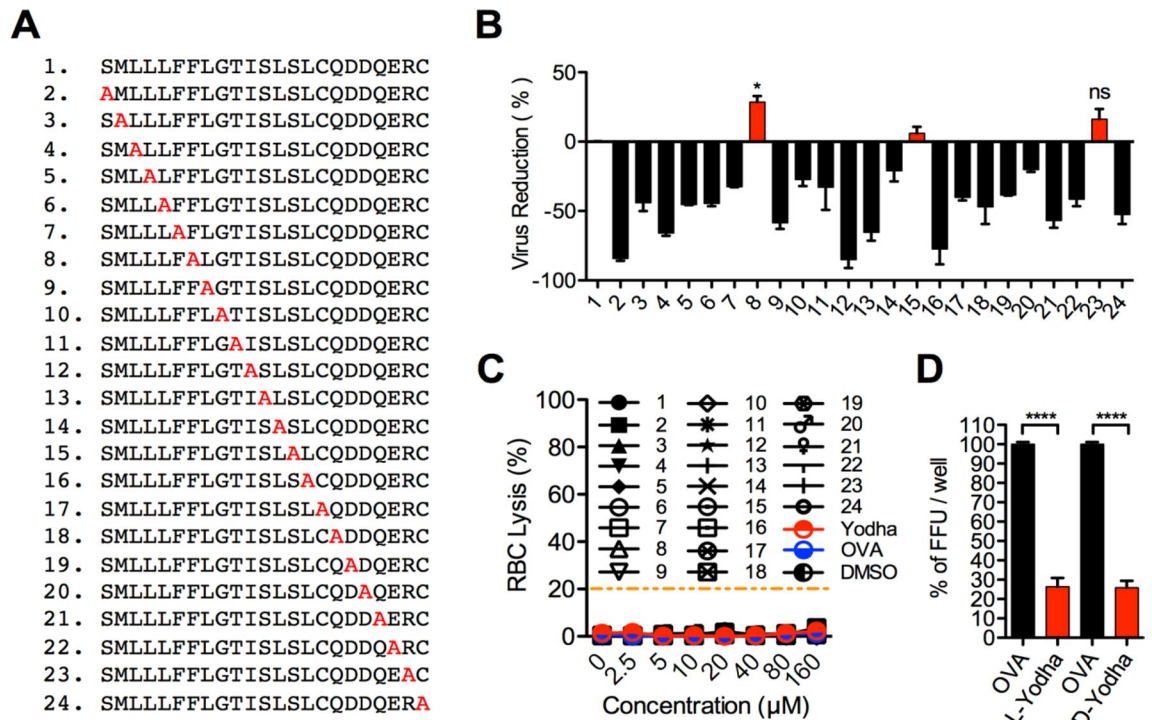 A
1. SMLLLFFLGTISLSLCQDDQERC
2. AMLLLFFLGTISLSLCQDDQERC
3. SALLLFFLGTISLSLCQDDQERC
4. SMALLFFLGTISLSLCQDDQERC
5. SMLALFFLGTISLSLCQDDQERC
6. SMLLAFFLGTISLSLCQDDQERC
7. SMLLLAFLGTISLSLCQDDQERC
8. SMLLLFALGTISLSLCQDDQERC
9. SMLLLFFAGTISLSLCQDDQERC
10. SMLLLFFLATISLSLCQDDQERC
11. SMLLLFFLGAISLSLCQDDQERC
12. SMLLLFFLGTASLSLCQDDQERC
13. SMLLLFFLGTIALSLCQDDQERC
14. SMLLLFFLGTISASLCQDDQERC
15. SMLLLFFLGTISLALCQDDQERC
16. SMLLLFFLGTISLSACQDDQERC
17. SMLLLFFLGTISLSLAQDDQERC
18. SMLLLFFLGTISLSLCADDQERC
19. SMLLLFFLGTISLSLCQADQERC
20. SMLLLFFLGTISLSLCQDAQERC
21. SMLLLFFLGTISLSLCQDDAERC
22. SMLLLFFLGTISLSLCQDDQARC
23. SMLLLFFLGTISLSLCQDDQEAC
24. SMLLLFFLGTISLSLCQDDQERA
B
Virus Reduction ( % )
50
0
-50
-100
* ns
1 2 3 4 5 6 7 8 9 10 11 12 13 14 15 16 17 18 19 20 21 22 23 24
C
RBC Lysis (%)
100
80
60
40
20
0
1 10 19
2 11 20
3 12 21
4 13 22
5 14 23
6 15 24
7 16 Yodha
8 17 OVA
9 18 DMSO
0 2.5 5 10 20 40 80 160
Concentration (µM)
D
% of FFU / well
110
100
90
80
70
60
50
40
30
20
10
0
**** ****
OVA L- Yodha OVA D- Yodha